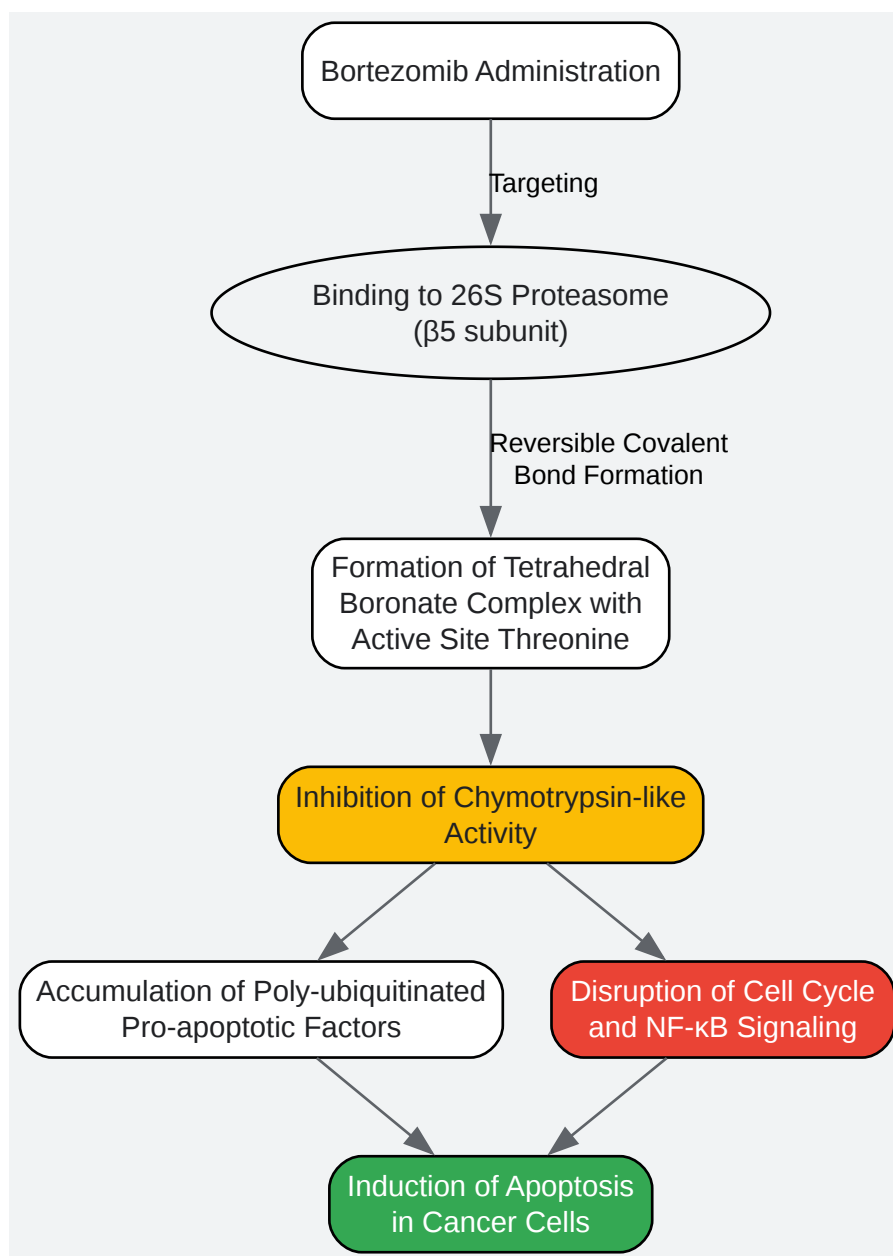 Bortezomib Administration
Targeting
Binding to 26S Proteasome
(β5 subunit)
Reversible Covalent
Bond Formation
Formation of Tetrahedral
Boronate Complex with
Active Site Threonine
Inhibition of Chymotrypsin-like
Activity
Accumulation of Poly-ubiquitinated
Pro-apoptotic Factors
Disruption of Cell Cycle
and NF-κB Signaling
Induction of Apoptosis
in Cancer Cells